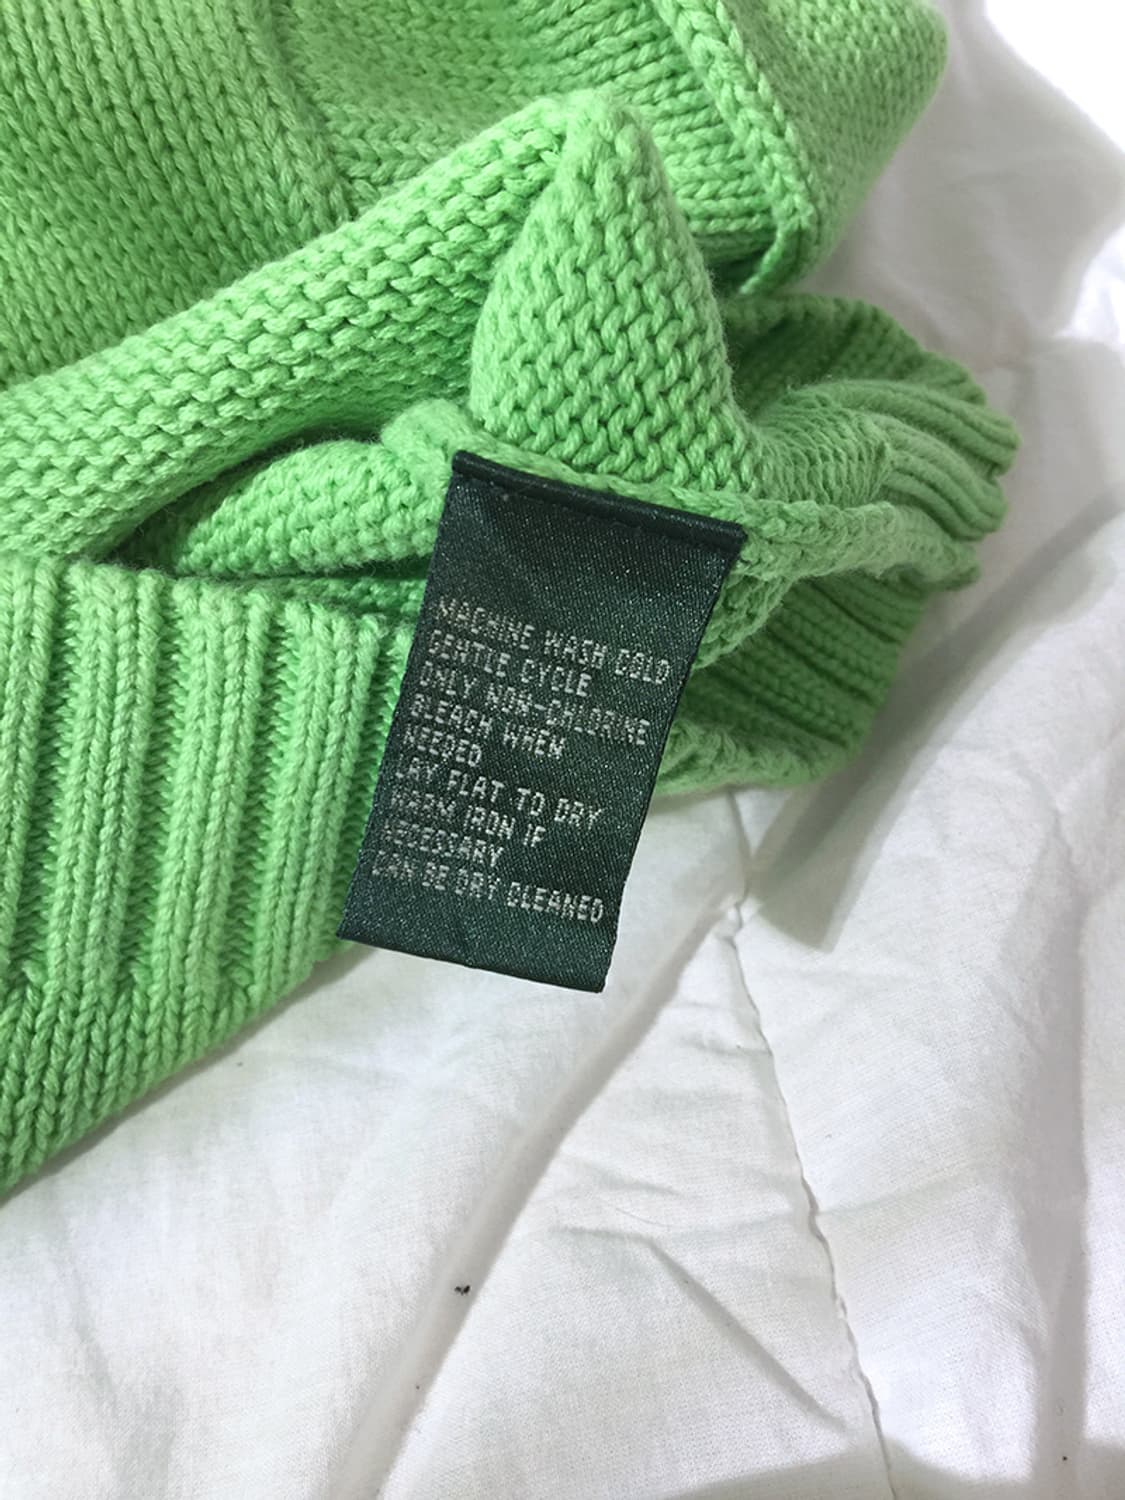 MACHINE WASH COLD
GENTLE CYCLE
ONLY NON-CHLORINE
BLEACH WHEN
NEEDED
LAY FLAT TO DRY
WARM IRON IF
NECESSARY
CAN BE DRY CLEANED